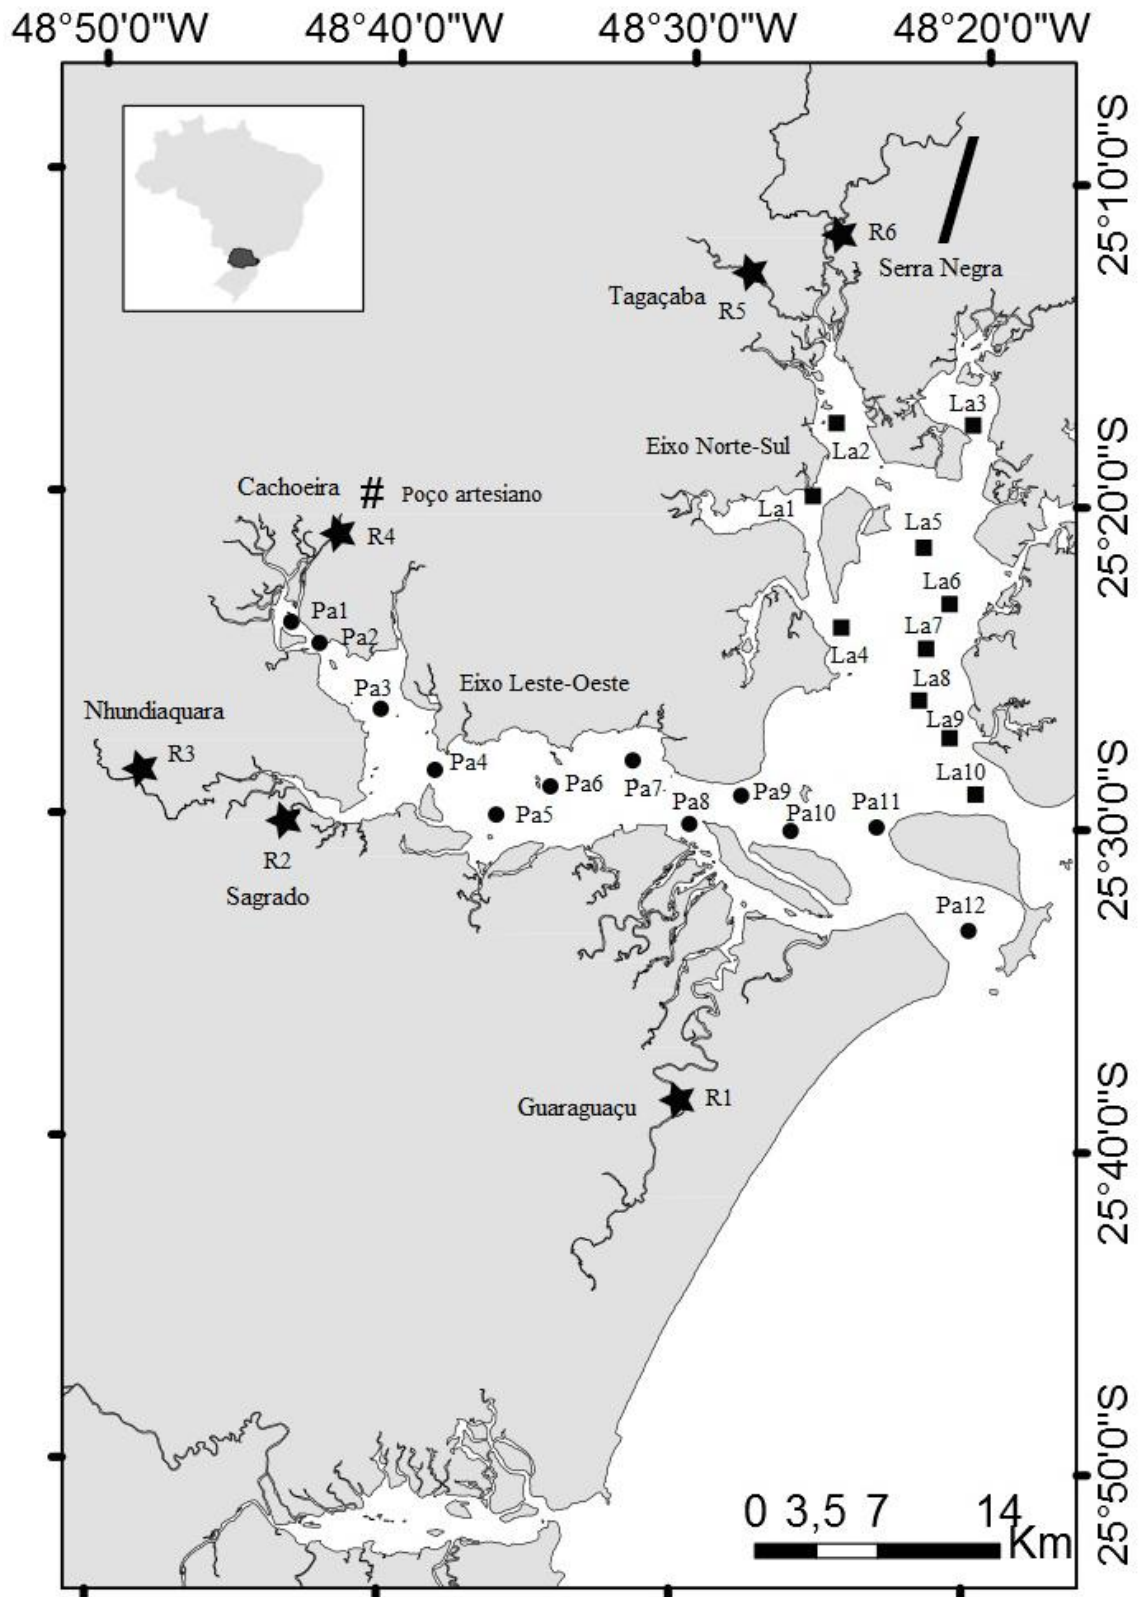 48°50'0"W 48°40'0"W 48°30'0"W 48°20'0"W
25°10'0"S
R6
Serra Negra
Tagaçaba
R5
La3
Eixo Norte-Sul
La2
Cachoeira
# Poço artesiano
La1
25°20'0"S
R4
La5
La6
Pa1
La7
Pa2
La4
Eixo Leste-Oeste
La8
Pa3
Nhundiaquara
La9
R3
Pa4
La10
Pa6
Pa7
Pa9
Pa8
Pa10
Pa11
Pa5
25°30'0"S
R2
Sagrado
Pa12
Guaraguaçu
R1
25°40'0"S
25°50'0"S
0 3,5 7 14
Km